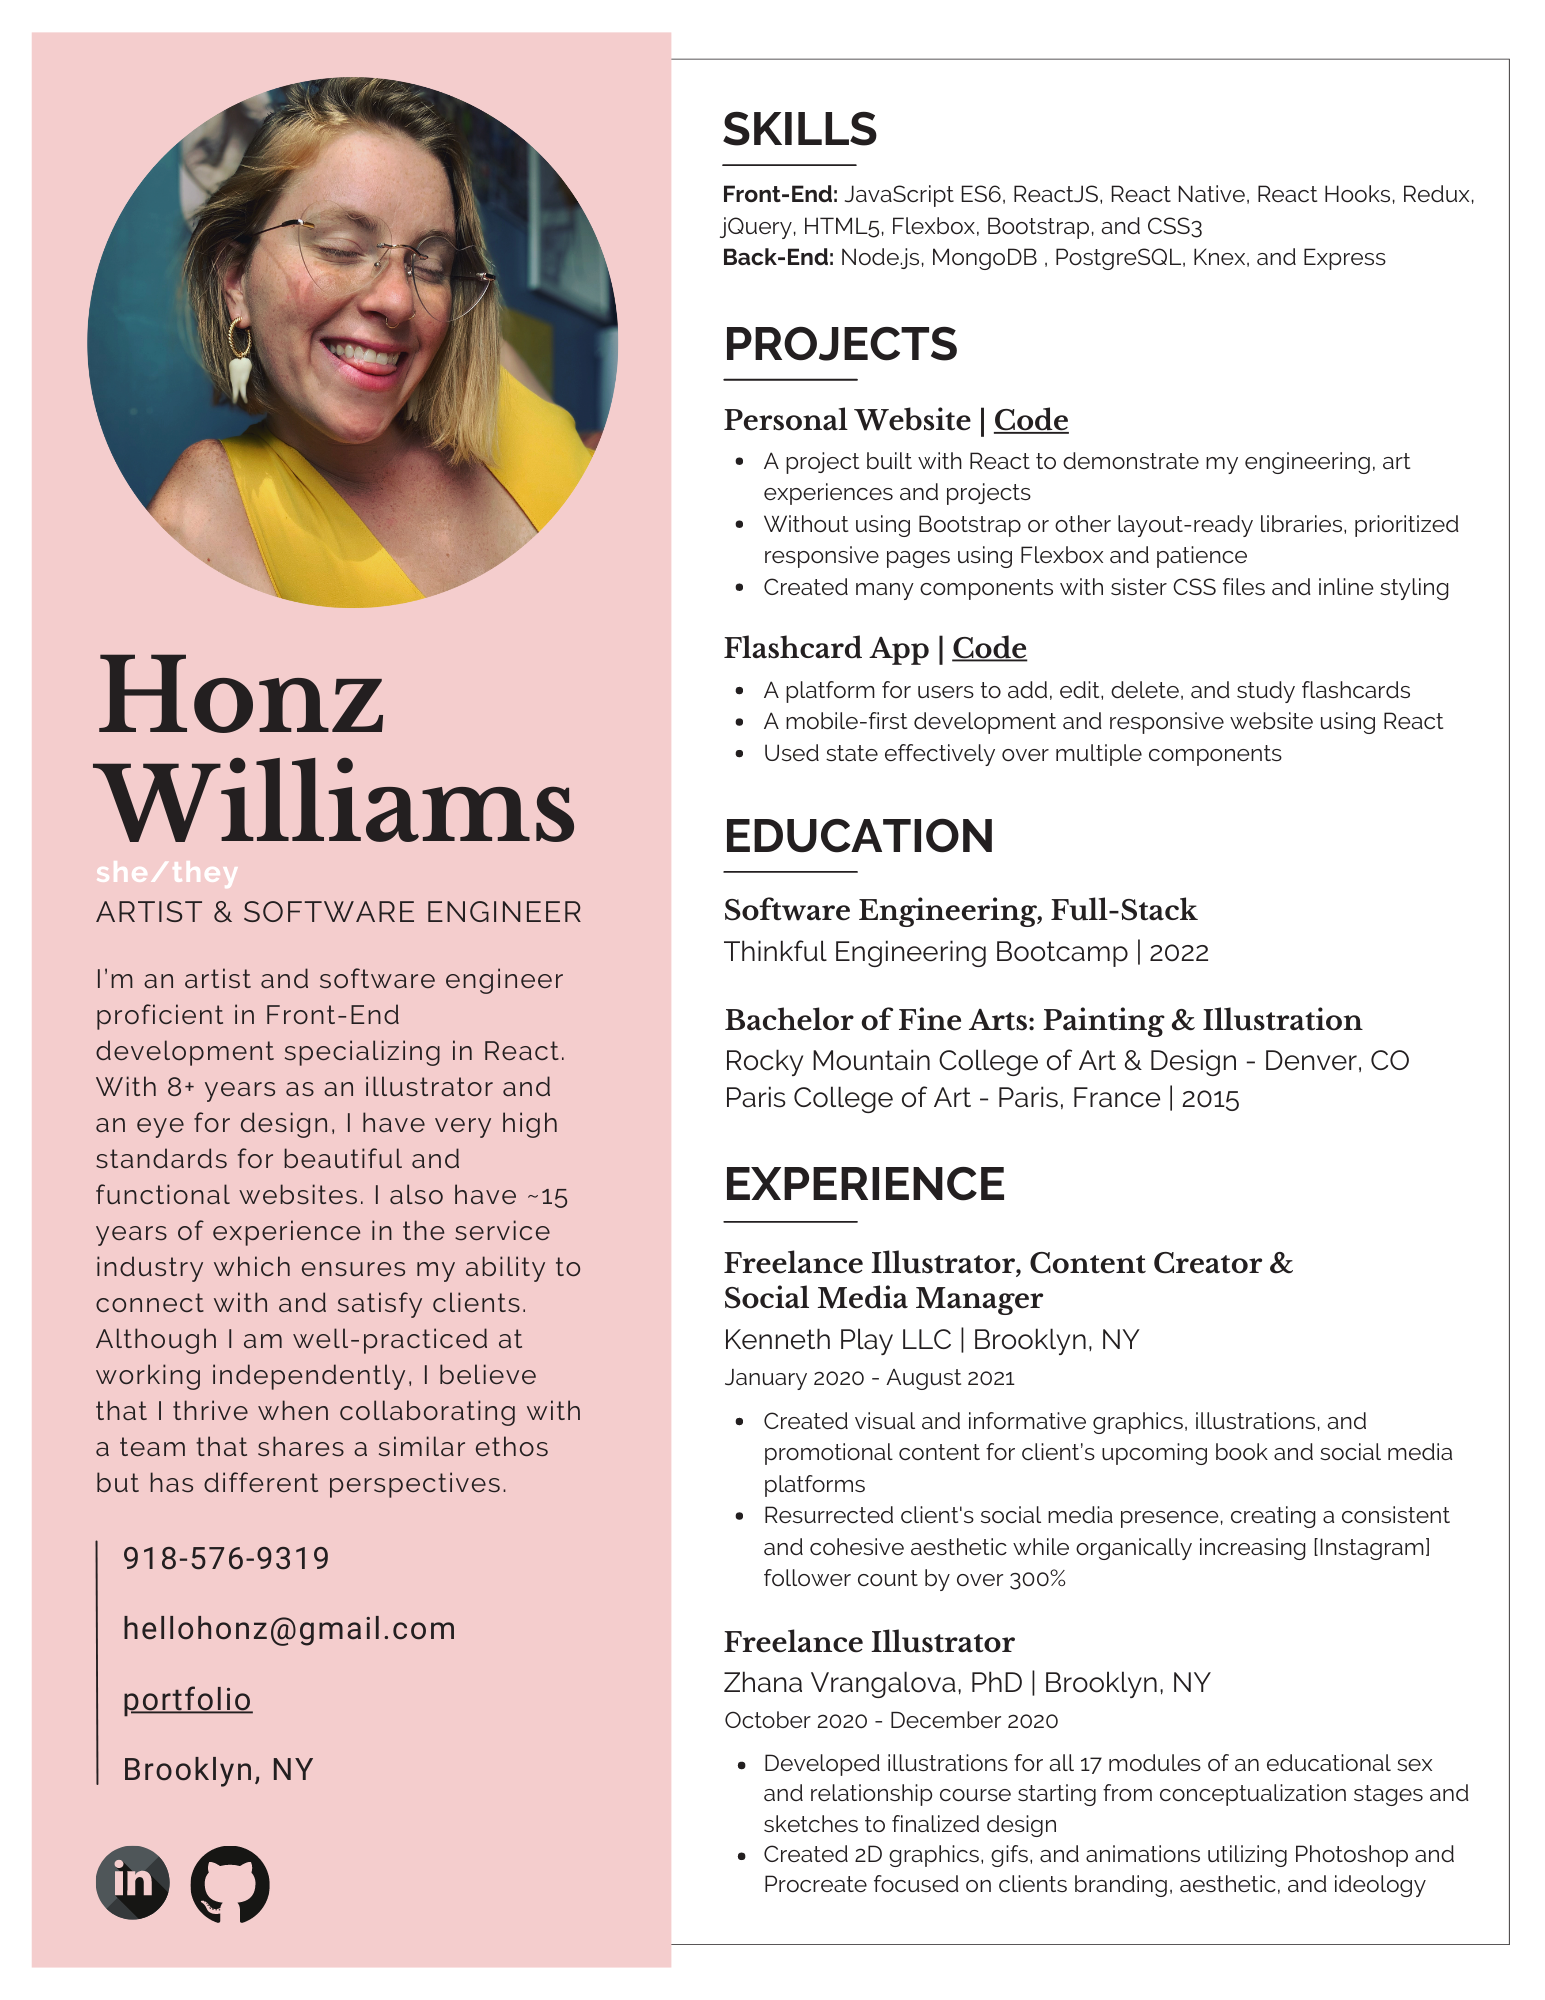 Honz
Williams
she/they
ARTIST & SOFTWARE ENGINEER
I'm an artist and software engineer
proficient in Front-End
development specializing in React.
With 8+ years as an illustrator and
an eye for design, I have very high
standards for beautiful and
functional websites. I also have ~15
years of experience in the service
industry which ensures my ability to
connect with and satisfy clients.
Although I am well-practiced at
working independently, I believe
that I thrive when collaborating with
a team that shares a similar ethos
but has different perspectives.
918-576-9319
hellohonz@gmail.com
portfolio
Brooklyn, NY
in
SKILLS
Front-End: JavaScript ES6, ReactJS, React Native, React Hooks, Redux,
jQuery, HTML5, Flexbox, Bootstrap, and CSS3
Back-End: Node.js, MongoDB , PostgreSQL, Knex, and Express
PROJECTS
Personal Website | Code
• A project built with React to demonstrate my engineering, art
experiences and projects
• Without using Bootstrap or other layout-ready libraries, prioritized
responsive pages using Flexbox and patience
• Created many components with sister CSS files and inline styling
Flashcard App | Code
• A platform for users to add, edit, delete, and study flashcards
• A mobile-first development and responsive website using React
• Used state effectively over multiple components
EDUCATION
Software Engineering, Full-Stack
Thinkful Engineering Bootcamp | 2022
Bachelor of Fine Arts: Painting & Illustration
Rocky Mountain College of Art & Design - Denver, CO
Paris College of Art - Paris, France | 2015
EXPERIENCE
Freelance Illustrator, Content Creator &
Social Media Manager
Kenneth Play LLC | Brooklyn, NY
January 2020 - August 2021
• Created visual and informative graphics, illustrations, and
promotional content for client's upcoming book and social media
platforms
• Resurrected client's social media presence, creating a consistent
and cohesive aesthetic while organically increasing [Instagram]
follower count by over 300%
Freelance Illustrator
Zhana Vrangalova, PhD | Brooklyn, NY
October 2020 - December 2020
• Developed illustrations for all 17 modules of an educational sex
and relationship course starting from conceptualization stages and
sketches to finalized design
• Created 2D graphics, gifs, and animations utilizing Photoshop and
Procreate focused on clients branding, aesthetic, and ideology